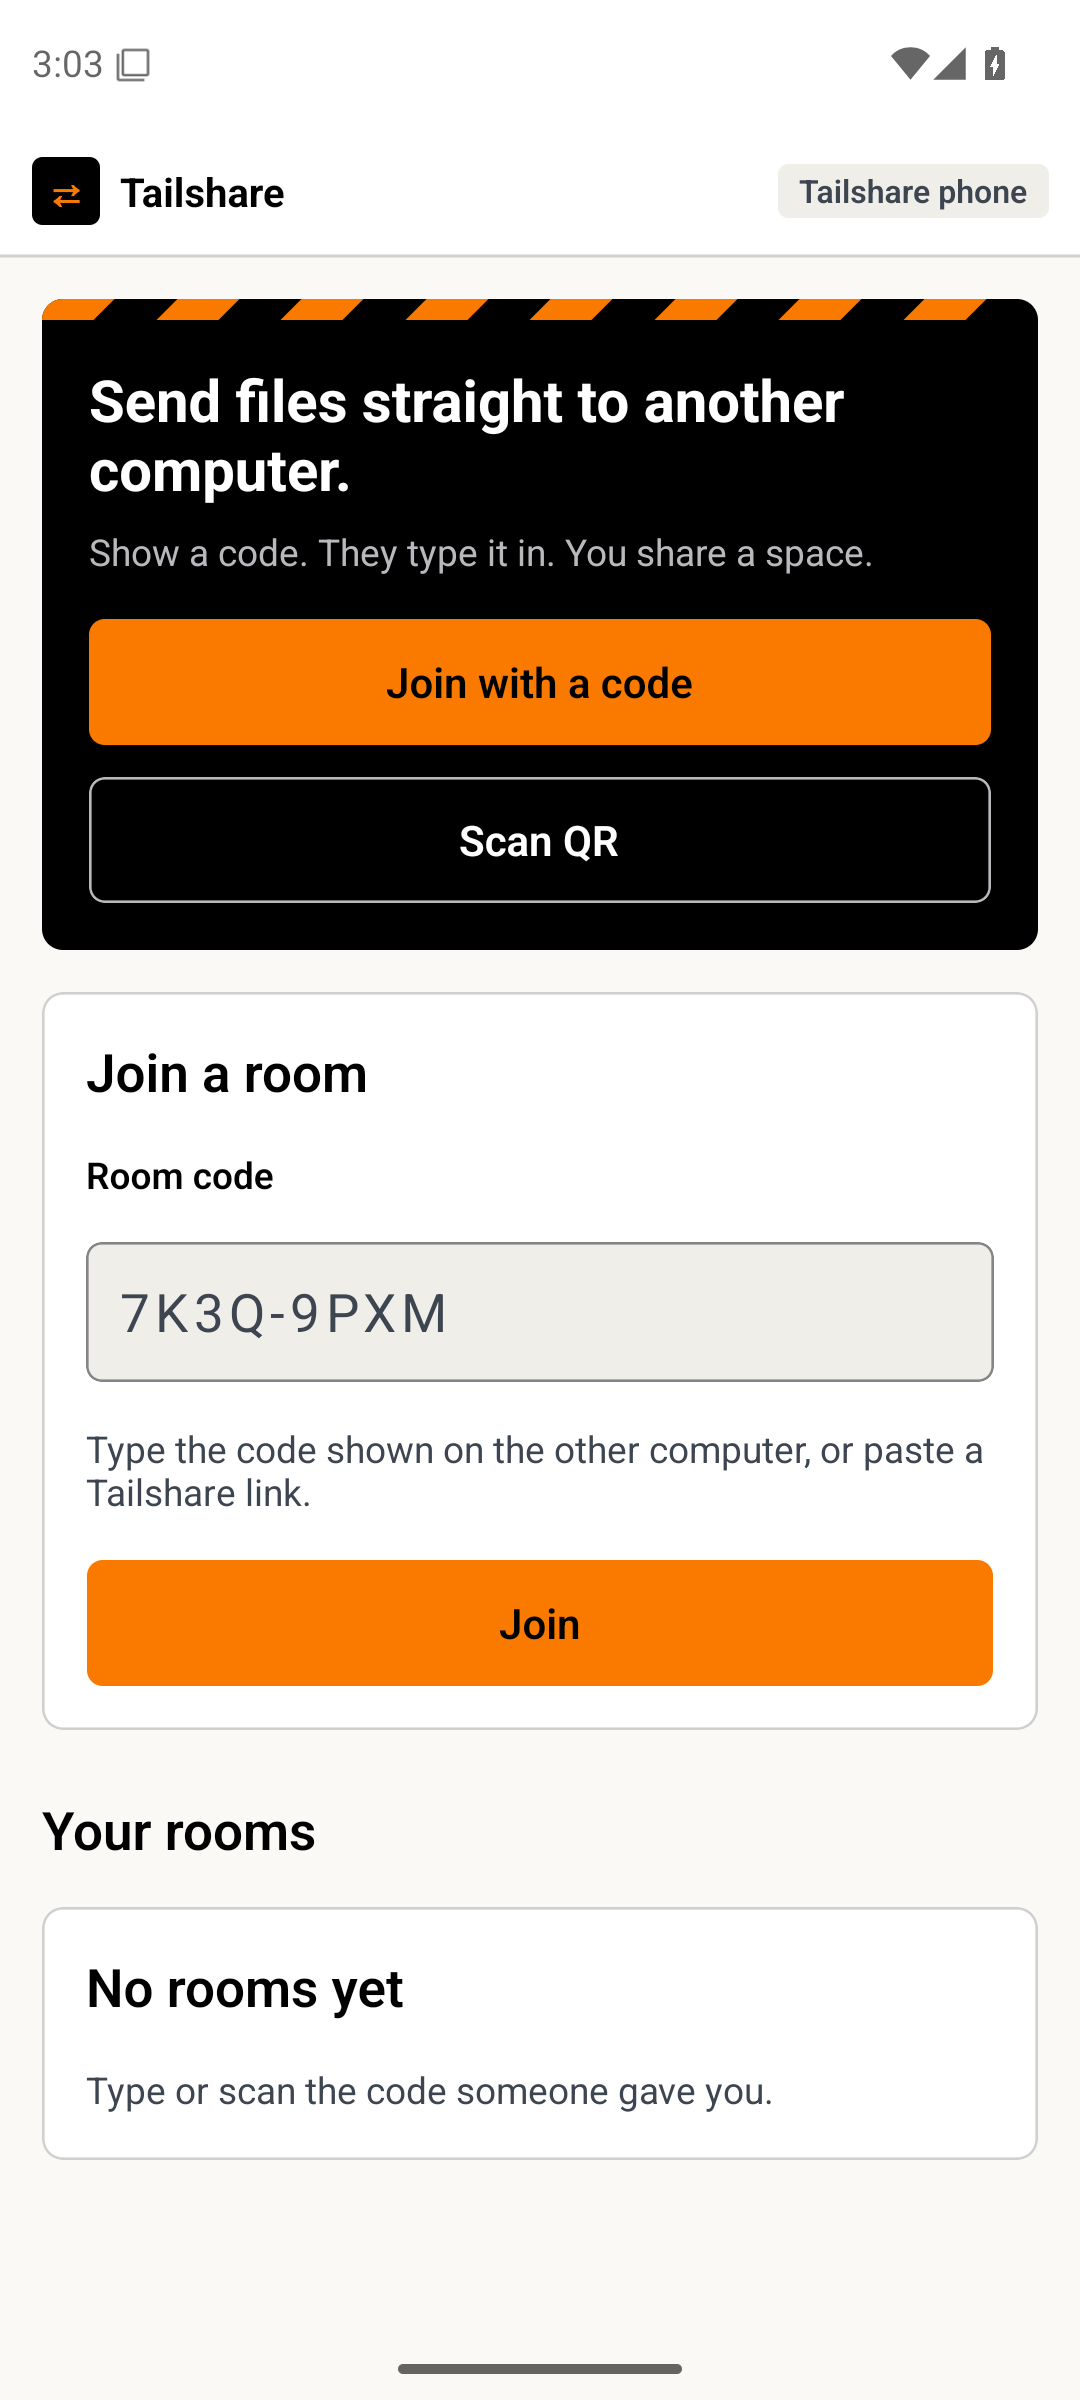 3:03
Tailshare
Tailshare phone
Send files straight to another
computer.
Show a code. They type it in. You share a space.
Join with a code
Scan QR
Join a room
Room code
7K3Q-9PXM
Type the code shown on the other computer, or paste a
Tailshare link.
Join
Your rooms
No rooms yet
Type or scan the code someone gave you.